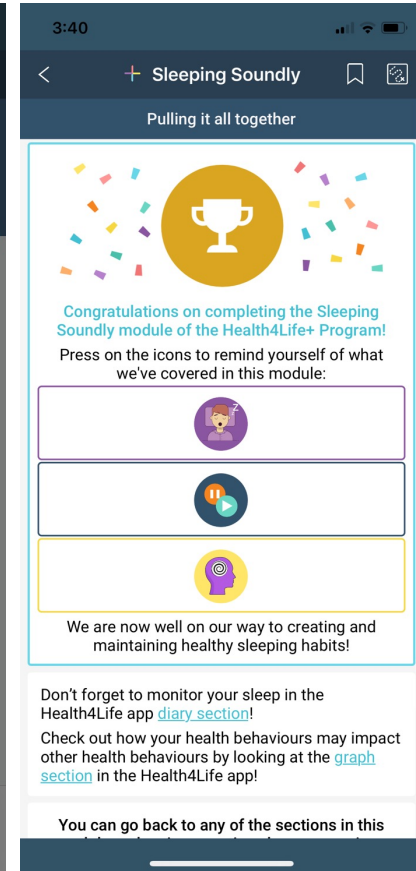 3:40
Sleeping Soundly
Pulling it all together
Congratulations on completing the Sleeping
Soundly module of the Health4Life+ Program!
Press on the icons to remind yourself of what
we've covered in this module:
z
We are now well on our way to creating and
maintaining healthy sleeping habits!
Don't forget to monitor your sleep in the
Health4Life app diary section!
Check out how your health behaviours may impact
other health behaviours by looking at the graph
section in the Health4Life app!
You can go back to any of the sections in this